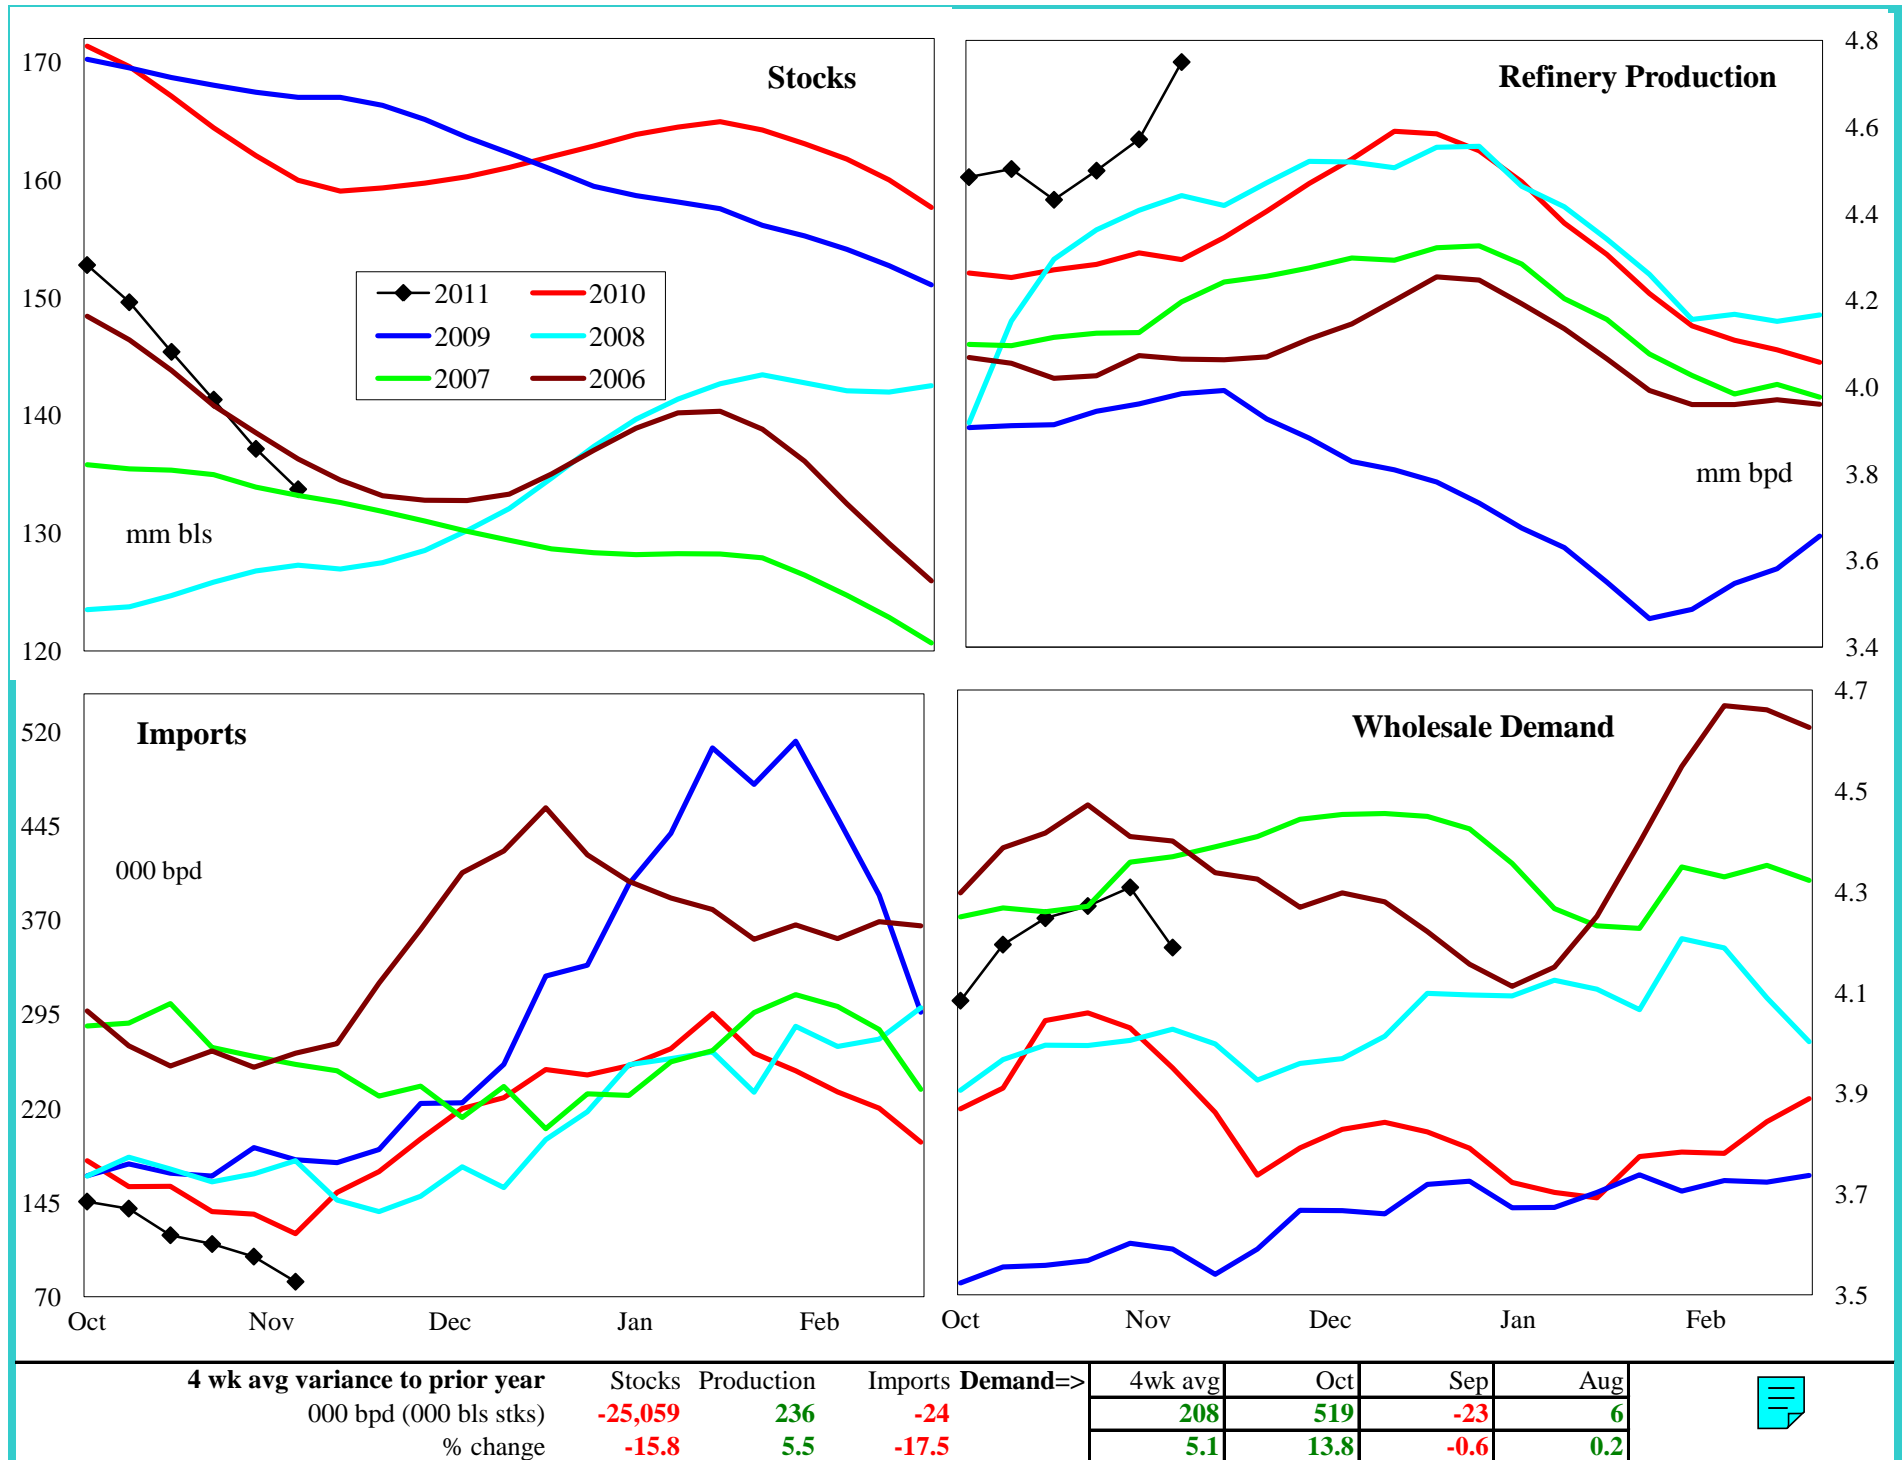 Stocks
170
160
150
140
130
120
mm bls
2011 2010
2009 2008
2007 2006
Refinery Production
4.8
4.6
4.4
4.2
4.0
3.8
3.6
3.4
mm bpd
Imports
520
445
370
295
220
145
70
000 bpd
Oct Nov Dec Jan Feb
Wholesale Demand
4.7
4.5
4.3
4.1
3.9
3.7
3.5
Oct Nov Dec Jan Feb
4 wk avg variance to prior year Stocks Production Imports Demand=> 4wk avg Oct Sep Aug
000 bpd (000 bls stks) -25,059 236 -24 208 519 -23 6
% change -15.8 5.5 -17.5 5.1 13.8 -0.6 0.2